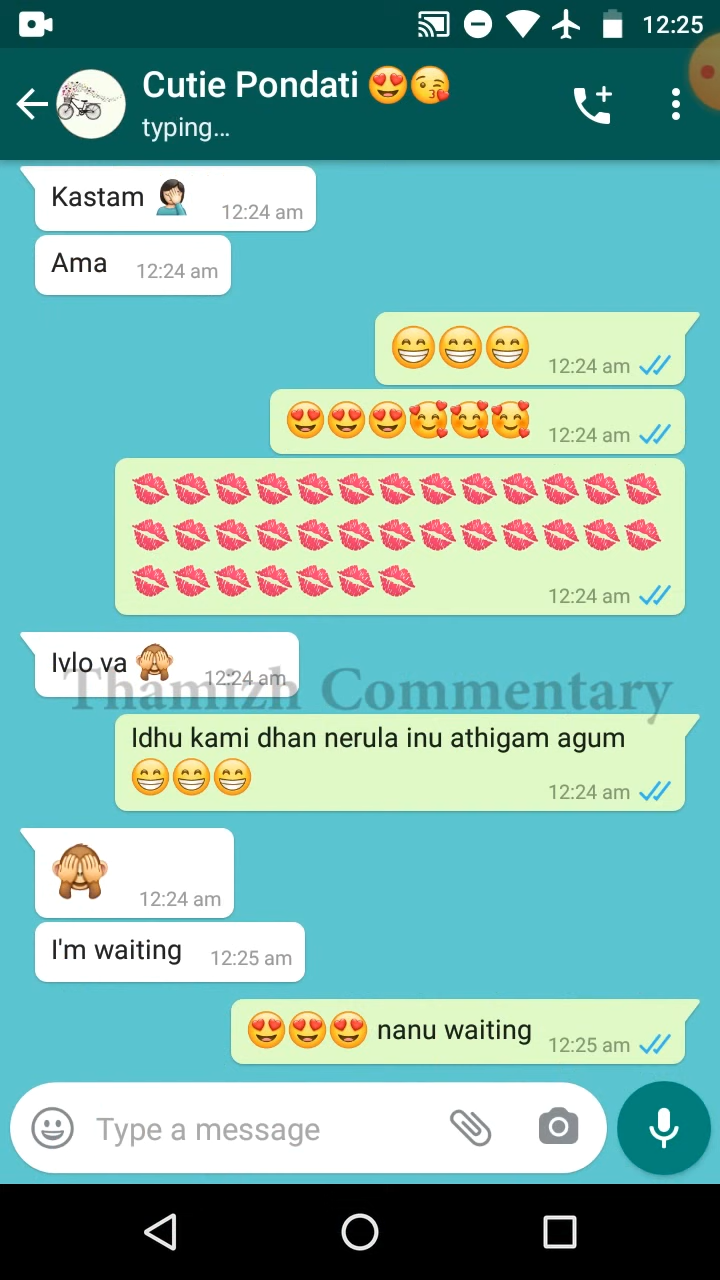 12:25
Cutie Pondati 😍😘
typing...
Kastam 🤦🏻‍♀️ 12:24 am
Ama 12:24 am
😁😁😁 12:24 am
😍😍😍🥰🥰🥰 12:24 am
💋💋💋💋💋💋💋💋💋💋💋💋💋
💋💋💋💋💋💋💋💋💋💋💋💋💋
💋💋💋💋💋💋💋 12:24 am
Ivlo va 🙈 12:24 am
Thamizh Commentary
Idhu kami dhan nerula inu athigam agum
😁😁😁 12:24 am
🙈 12:24 am
I'm waiting 12:25 am
😍😍😍 nanu waiting 12:25 am
Type a message